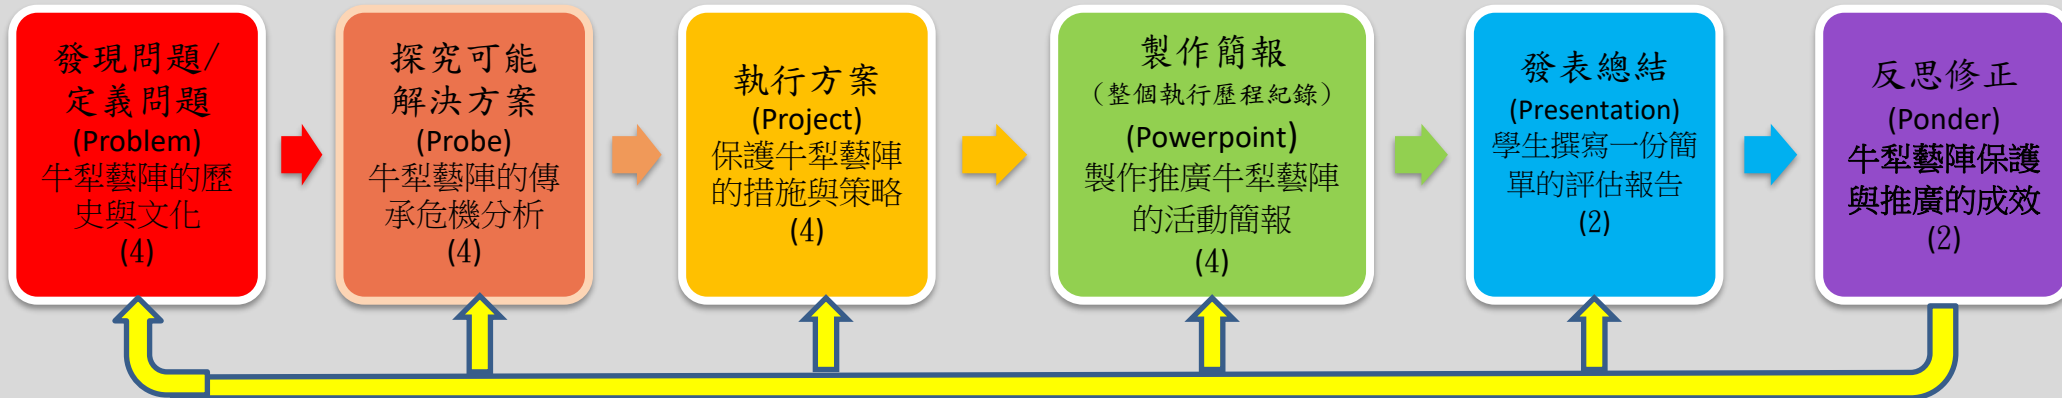 發現問題/
定義問題
(Problem)
牛犁藝陣的歷
史與文化
(4)
探究可能
解決方案
(Probe)
牛犁藝陣的傳
承危機分析
(4)
執行方案
(Project)
保護牛犁藝陣
的措施與策略
(4)
製作簡報
（整個執行歷程紀錄）
(Powerpoint)
製作推廣牛犁藝陣
的活動簡報
(4)
發表總結
(Presentation)
學生撰寫一份簡
單的評估報告
(2)
反思修正
(Ponder)
牛犁藝陣保護
與推廣的成效
(2)